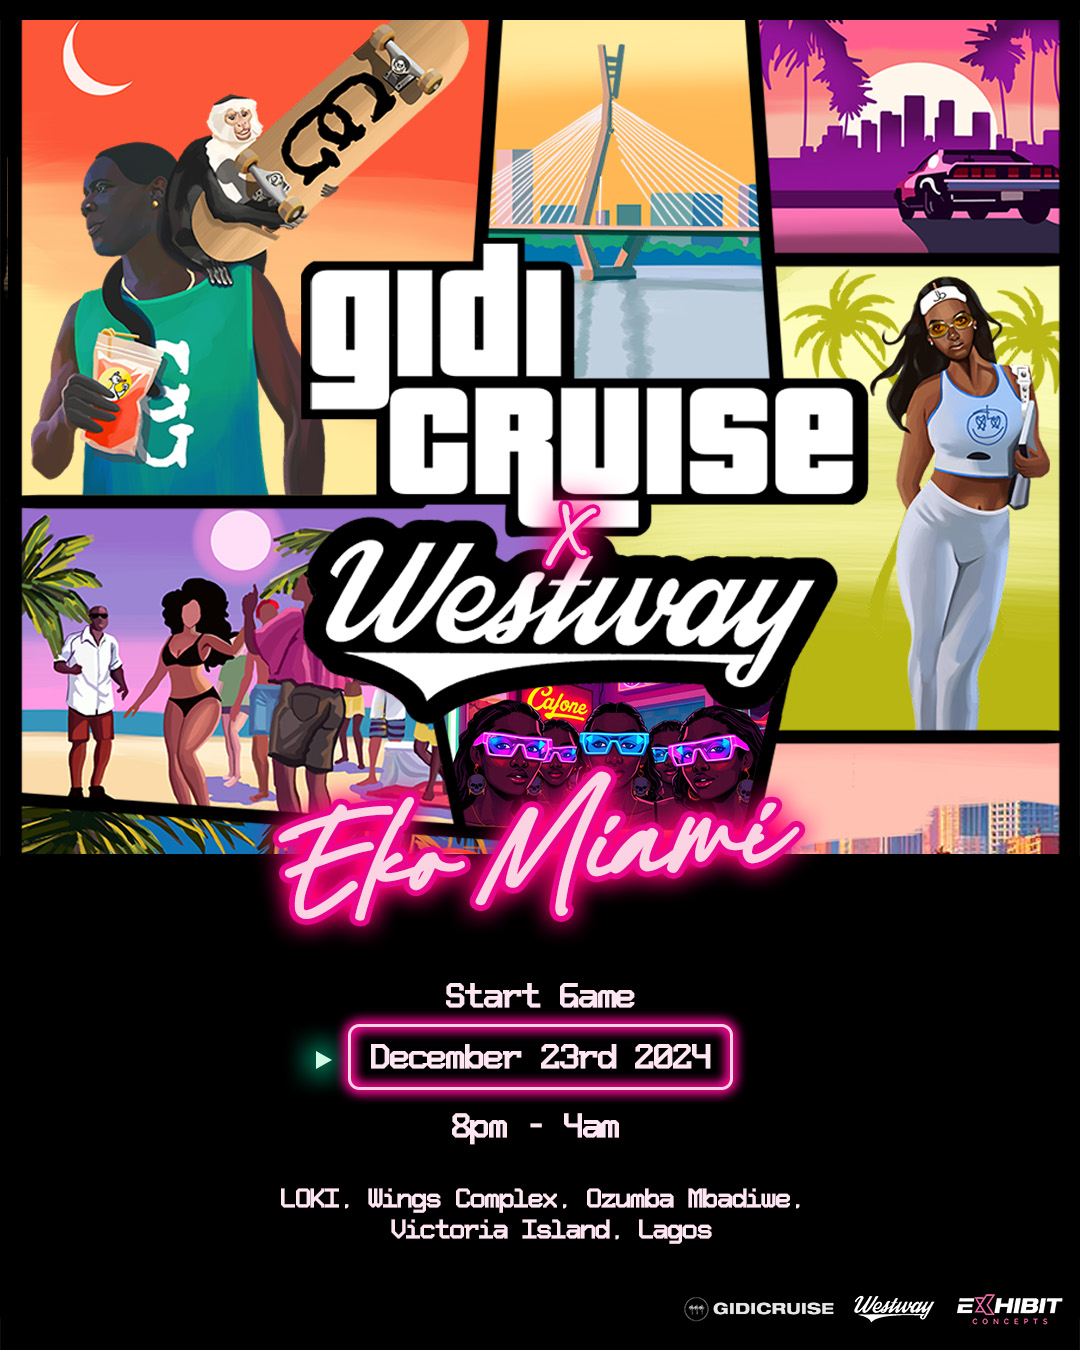 gidi
cruise
X
Westway
Calone
Eko Miami
Start Game
December 23rd 2024
8pm - 4am
LOKI, Wings Complex, Ozumba Mbadiwe,
Victoria Island, Lagos
GIDICRUISE
Westway
EXHIBIT
CONCEPTS